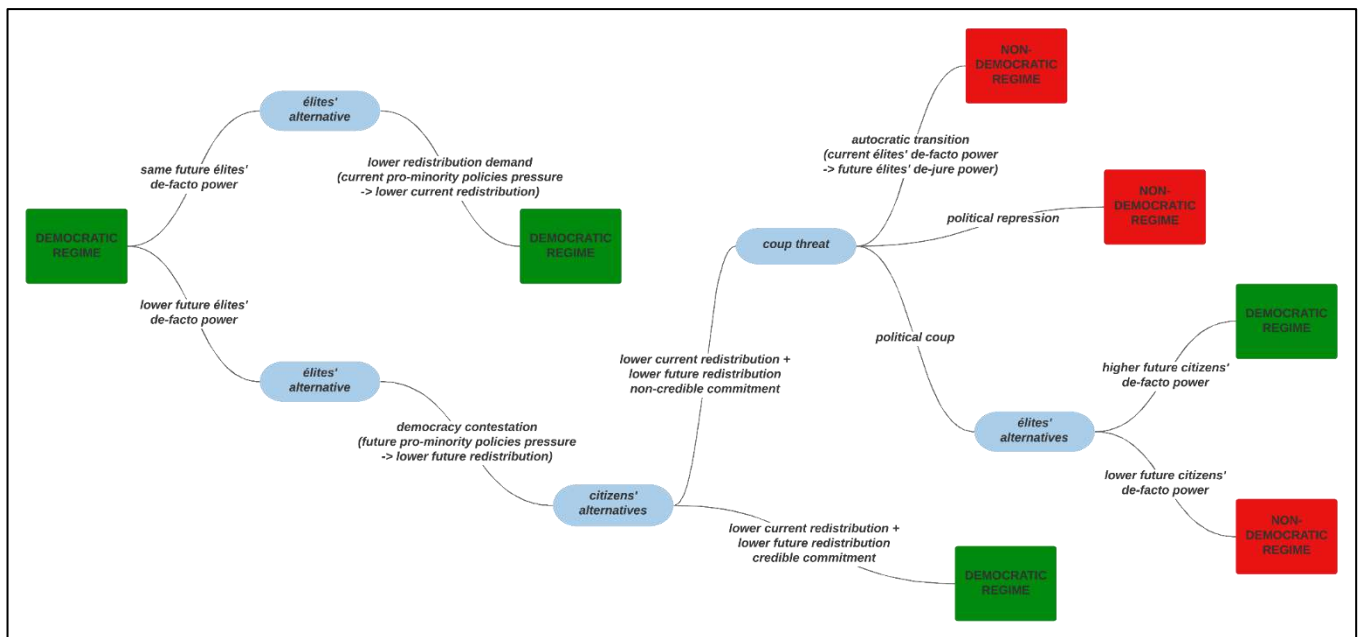 DEMOCRATIC
REGIME
same future élites'
de-facto power
lower future élites'
de-facto power
élites'
alternative
lower redistribution demand
(current pro-minority policies pressure
-> lower current redistribution)
DEMOCRATIC
REGIME
élites'
alternative
democracy contestation
(future pro-minority policies pressure
-> lower future redistribution)
citizens'
alternatives
lower current redistribution +
lower future redistribution
non-credible commitment
lower current redistribution +
lower future redistribution
credible commitment
DEMOCRATIC
REGIME
coup threat
autocratic transition
(current élites' de-facto power
-> future élites' de-jure power)
NON-
DEMOCRATIC
REGIME
political repression
NON-
DEMOCRATIC
REGIME
political coup
élites'
alternatives
higher future citizens'
de-facto power
DEMOCRATIC
REGIME
lower future citizens'
de-facto power
NON-
DEMOCRATIC
REGIME